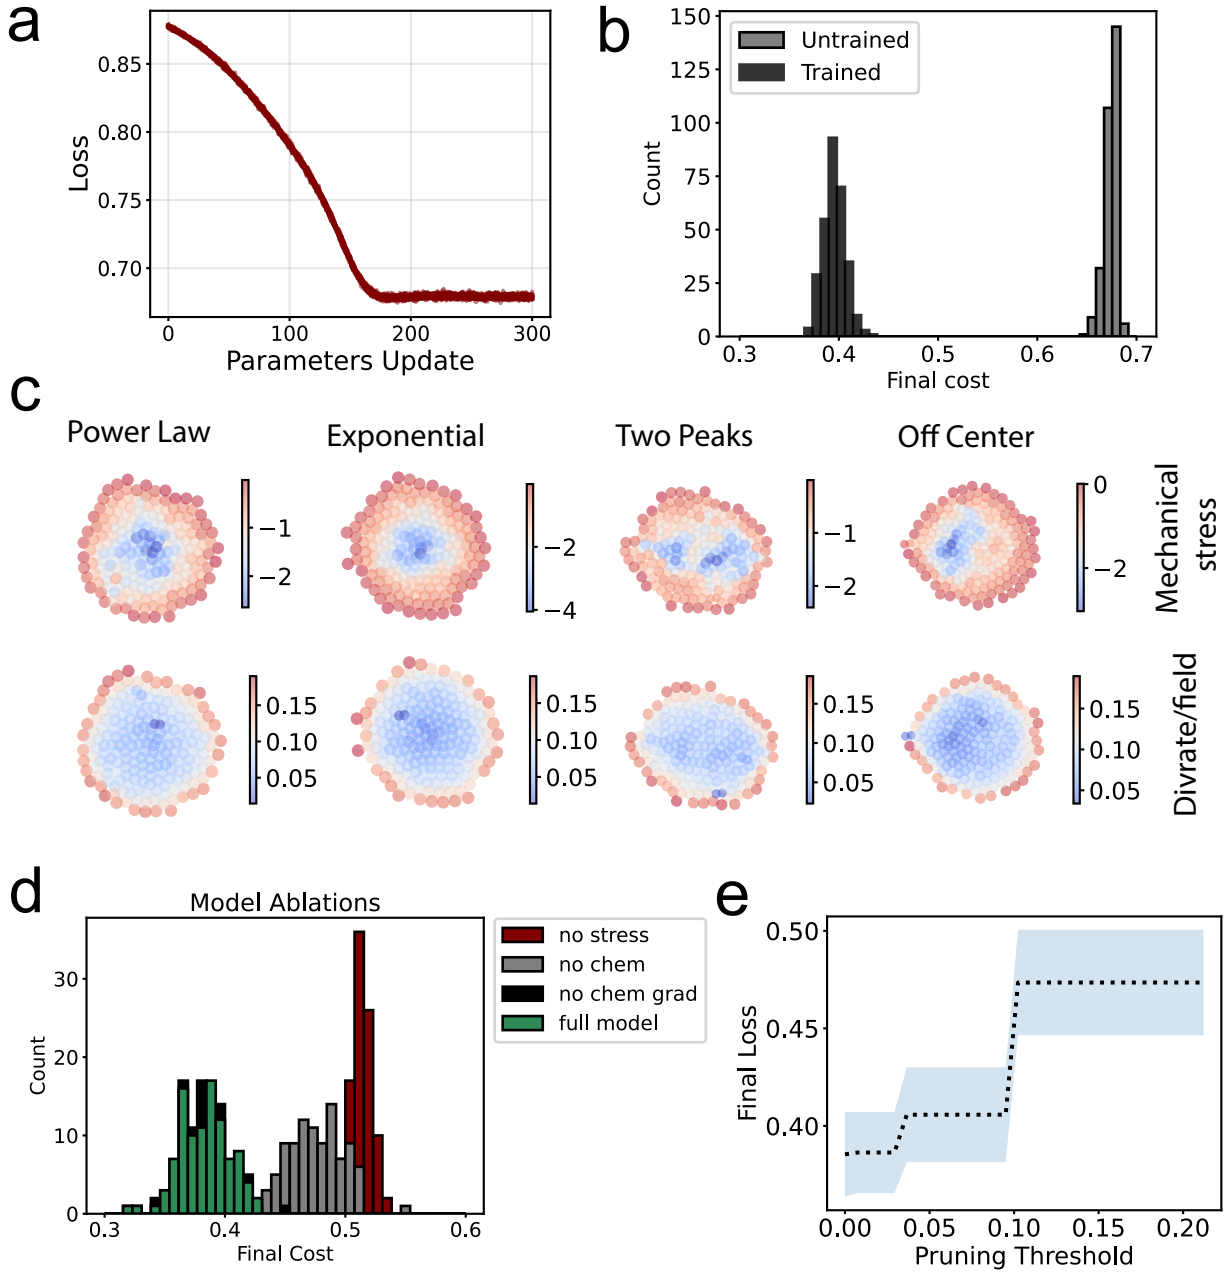 a
0.85
0.80
0.75
0.70
Loss
0
100
200
300
Parameters Update
b
150
125
100
75
50
25
0
Count
Untrained
Trained
0.3
0.4
0.5
0.6
0.7
Final cost
c
Power Law
Exponential
Two Peaks
Off Center
−1
−2
−2
−4
−1
−2
0
−2
Mechanical
stress
0.15
0.10
0.05
0.15
0.10
0.05
0.15
0.10
0.05
0.15
0.10
0.05
Divrate/field
d
Model Ablations
30
20
10
0
Count
no stress
no chem
no chem grad
full model
0.3
0.4
0.5
0.6
Final Cost
e
0.50
0.45
0.40
Final Loss
0.00
0.05
0.10
0.15
0.20
Pruning Threshold